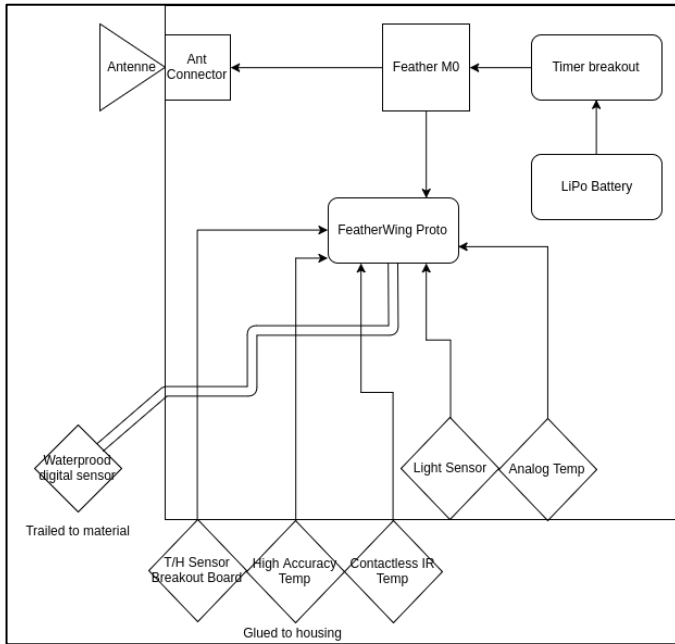 Antenne
Ant
Connector
Feather M0
Timer breakout
LiPo Battery
FeatherWing Proto
Waterprood
digital sensor
Light Sensor
Analog Temp
Trailed to material
T/H Sensor
Breakout Board
High Accuracy
Temp
Contactless IR
Temp
Glued to housing